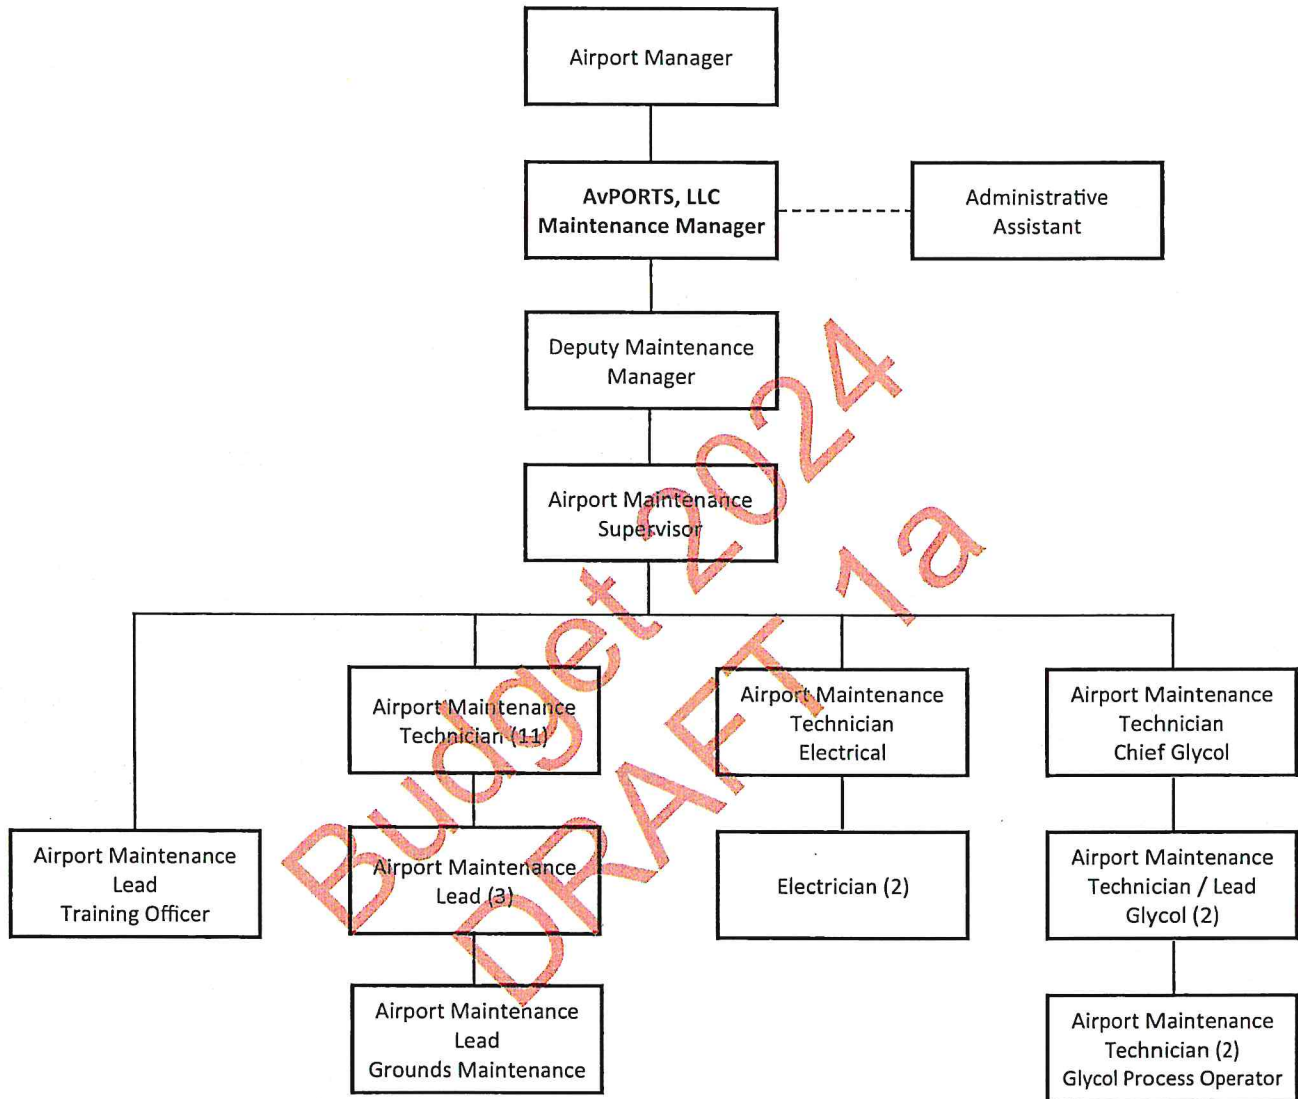 Airport Manager
AvPORTS, LLC
Maintenance Manager
Administrative
Assistant
Deputy Maintenance
Manager
Airport Maintenance
Supervisor
Airport Maintenance
Lead
Training Officer
Airport Maintenance
Technician (11)
Airport Maintenance
Lead (3)
Airport Maintenance
Lead
Grounds Maintenance
Airport Maintenance
Technician
Electrical
Electrician (2)
Airport Maintenance
Technician
Chief Glycol
Airport Maintenance
Technician / Lead
Glycol (2)
Airport Maintenance
Technician (2)
Glycol Process Operator
Budget 2024
DRAFT 1a